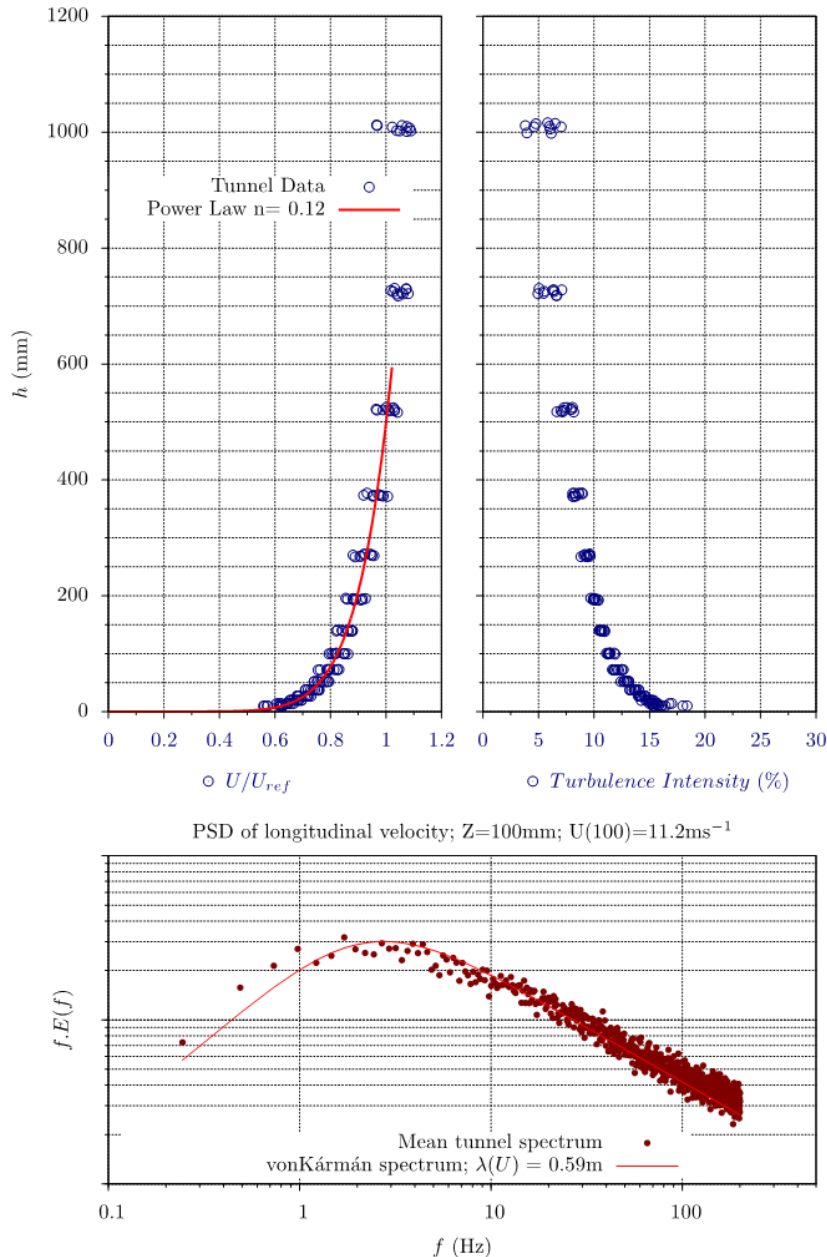 1200
1000
800
600
400
200
0
h (mm)
Tunnel Data
Power Law n= 0.12
0 0.2 0.4 0.6 0.8 1 1.2
U/U_ref
0 5 10 15 20 25 30
Turbulence Intensity (%)
PSD of longitudinal velocity; Z=100mm; U(100)=11.2ms⁻¹
f.E(f)
Mean tunnel spectrum
vonKármán spectrum; λ(U) = 0.59m
0.1 1 10 100
f (Hz)